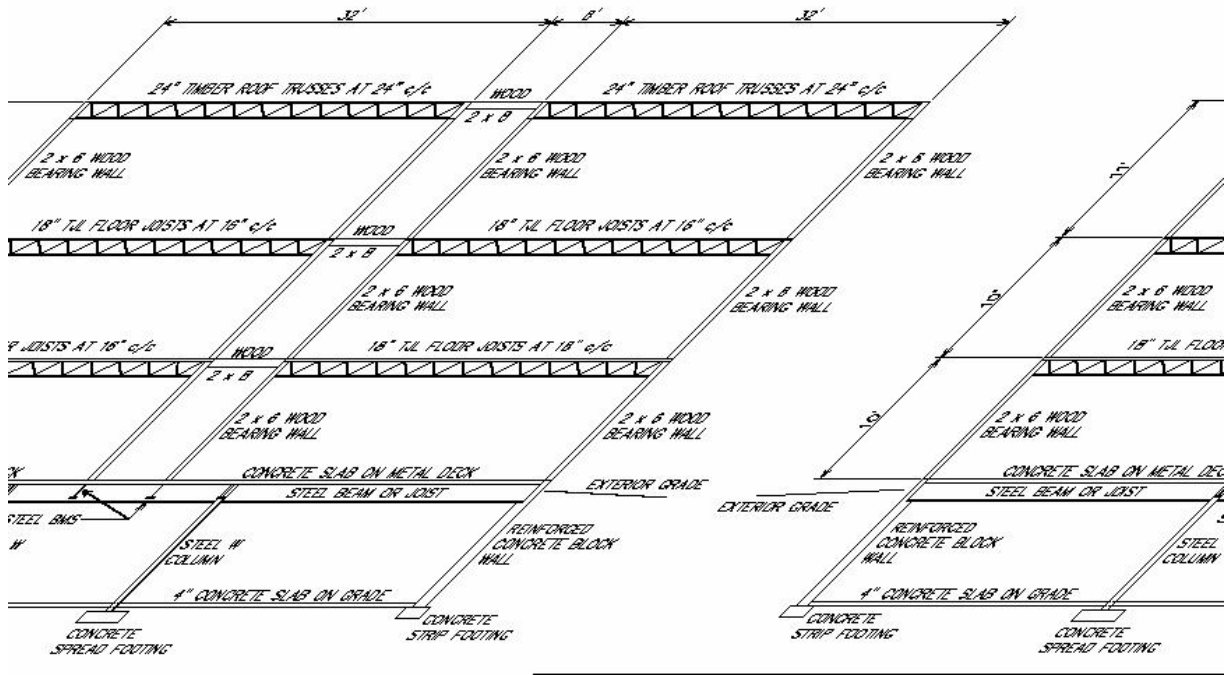 32'
8'
32'
24" TIMBER ROOF TRUSSES AT 24" c/c
WOOD
24" TIMBER ROOF TRUSSES AT 24" c/c
2 x 8
2 x 6 WOOD
BEARING WALL
2 x 6 WOOD
BEARING WALL
2 x 6 WOOD
BEARING WALL
18" TJL FLOOR JOISTS AT 16" c/c
WOOD
18" TJL FLOOR JOISTS AT 16" c/c
2 x 8
2 x 6 WOOD
BEARING WALL
2 x 6 WOOD
BEARING WALL
2 x 6 WOOD
BEARING WALL
10'
JOISTS AT 16" c/c
WOOD
18" TJL FLOOR JOISTS AT 16" c/c
18" TJL
2 x 8
2 x 6 WOOD
BEARING WALL
2 x 6 WOOD
BEARING WALL
10'
2 x 6 WOOD
BEARING WALL
CONCRETE SLAB ON METAL DECK
CONCRETE SLAB ON METAL
STEEL BEAM OR JOIST
EXTERIOR GRADE
EXTERIOR GRADE
STEEL BEAM OR JOIST
STEEL BMS
W
STEEL W
COLUMN
REINFORCED
CONCRETE BLOCK
WALL
REINFORCED
CONCRETE BLOCK
WALL
STEEL
COLUMN
4" CONCRETE SLAB ON GRADE
4" CONCRETE SLAB ON GRADE
CONCRETE
SPREAD FOOTING
CONCRETE
STRIP FOOTING
CONCRETE
STRIP FOOTING
CONCRETE
SPREAD FOOTING